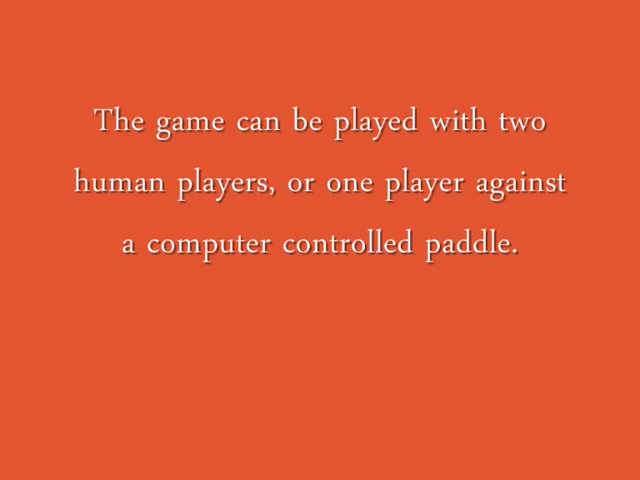 The game can be played with two
human players, or one player against
a computer controlled paddle.